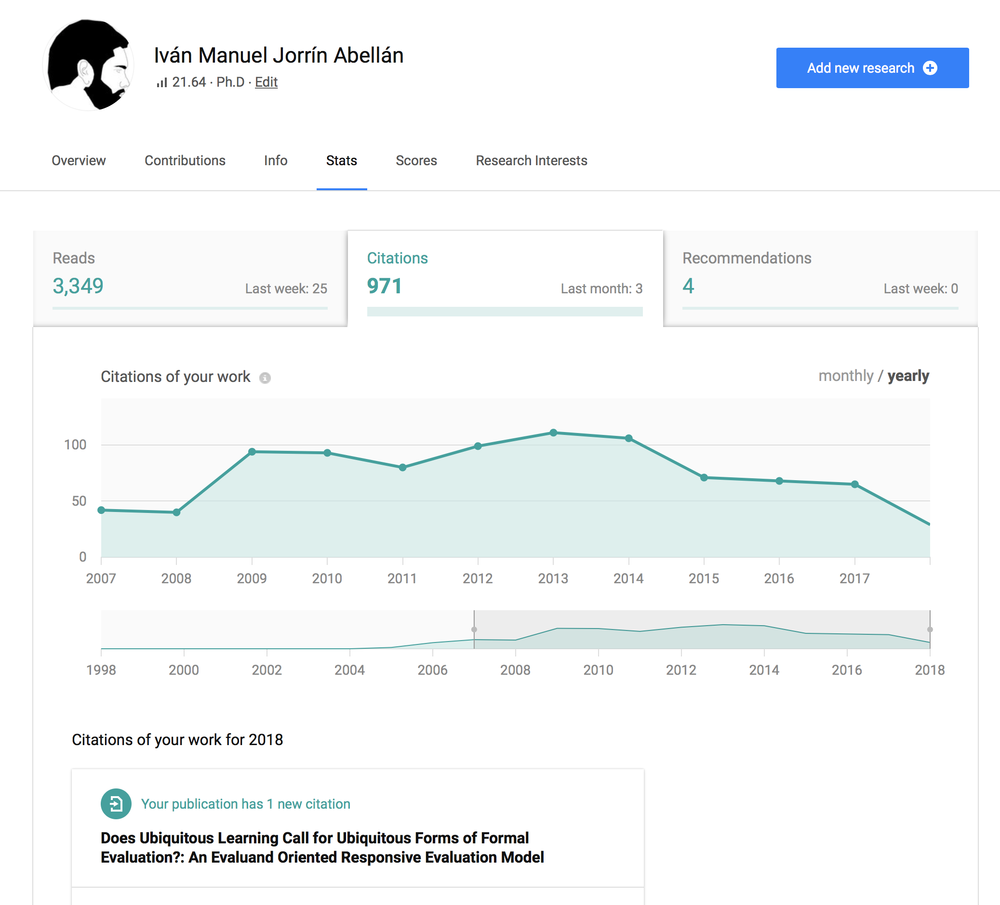 Iván Manuel Jorrín Abellán
21.64 · Ph.D · Edit
Add new research
Overview Contributions Info Stats Scores Research Interests
Reads
3,349 Last week: 25
Citations
971 Last month: 3
Recommendations
4 Last week: 0
Citations of your work
monthly / yearly
100
50
0
2007 2008 2009 2010 2011 2012 2013 2014 2015 2016 2017
1998 2000 2002 2004 2006 2008 2010 2012 2014 2016 2018
Citations of your work for 2018
Your publication has 1 new citation
Does Ubiquitous Learning Call for Ubiquitous Forms of Formal
Evaluation?: An Evaluand Oriented Responsive Evaluation Model